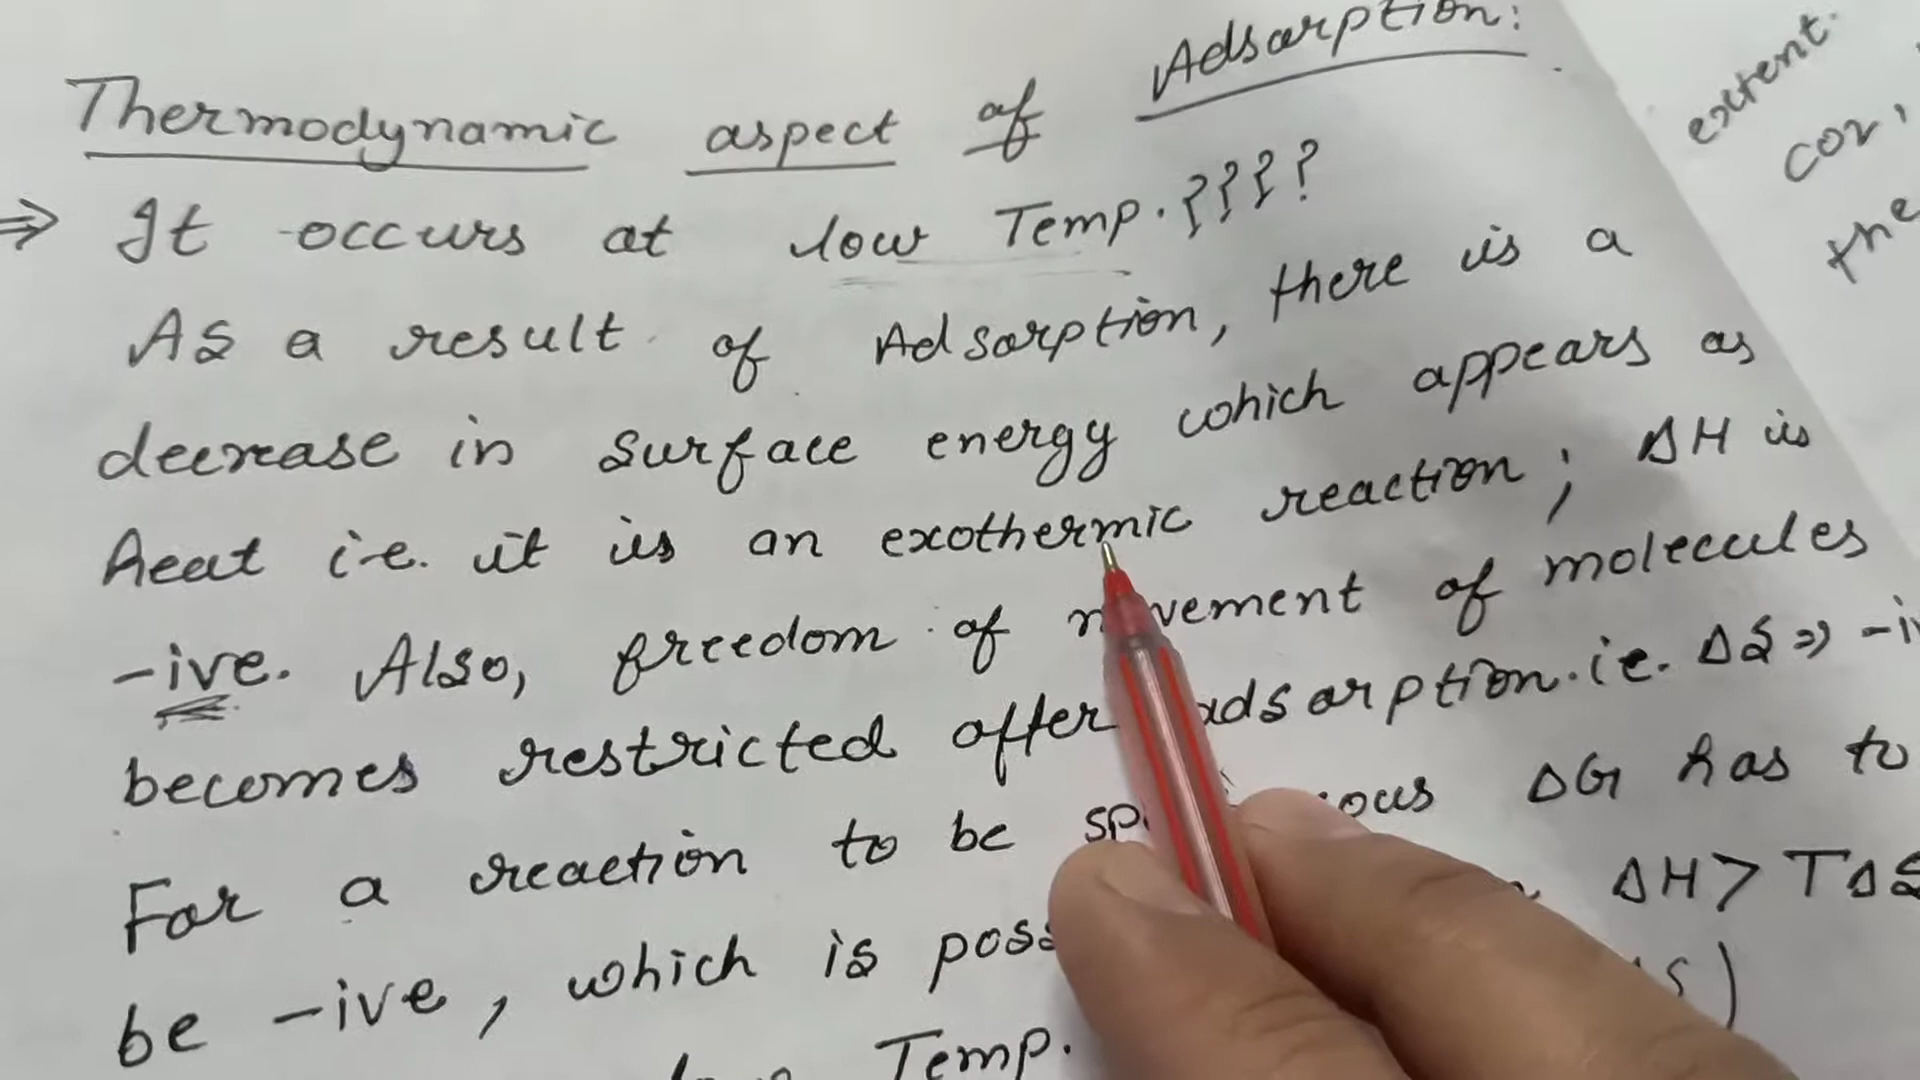 Thermodynamic aspect of Adsorption:
⇒ It occurs at low Temp.????
As a result of Adsorption, there is a
decrease in surface energy which appears as
heat i.e. it is an exothermic reaction; ΔH is
-ive. Also, freedom of movement of molecules
becomes restricted after adsorption. i.e. ΔS ⇒ -i
For a reaction to be ΔG has to
be -ive, which is ΔH > TΔS
S)
Temp.
extent.
cor,
the